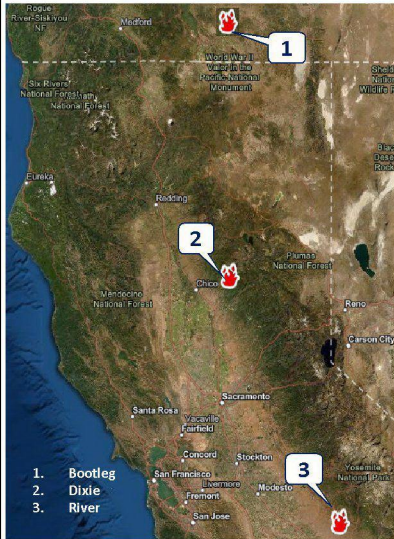 Rogue
River-Siskiyou
NF
Medford
1
World War II
Valor in the
Pacific National
Monument
Six Rivers
National Forest
National Forest
Eureka
Redding
2
Plumas
National Forest
Chico
Mendocino
National Forest
Reno
Carson City
Sacramento
Santa Rosa
Vacaville
Fairfield
Concord
Stockton
San Francisco
Livermore
Modesto
Fremont
San Jose
3
Yosemite
National Park
1. Bootleg
2. Dixie
3. River